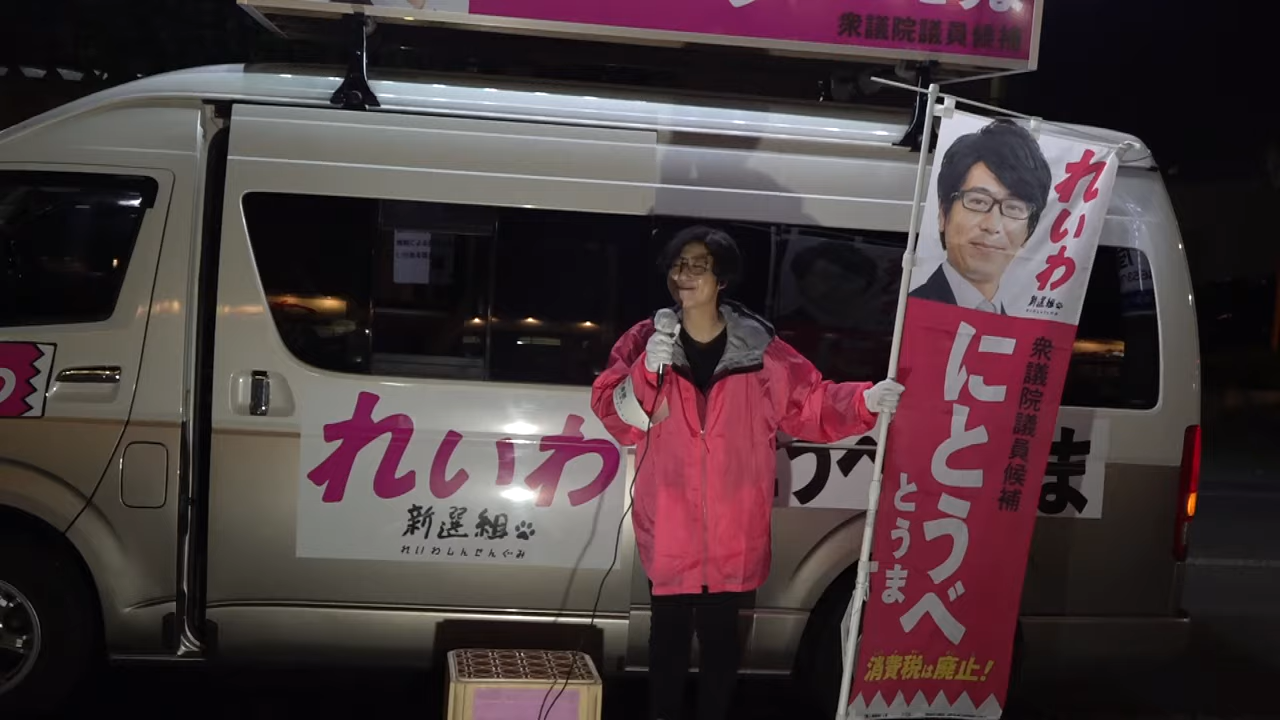 衆議院議員候補
れいわ
新選組
れいわしんせんぐみ
れいわ
新選組
衆議院議員候補
にとうべ
とうま
消費税は廃止!
うべ
ま